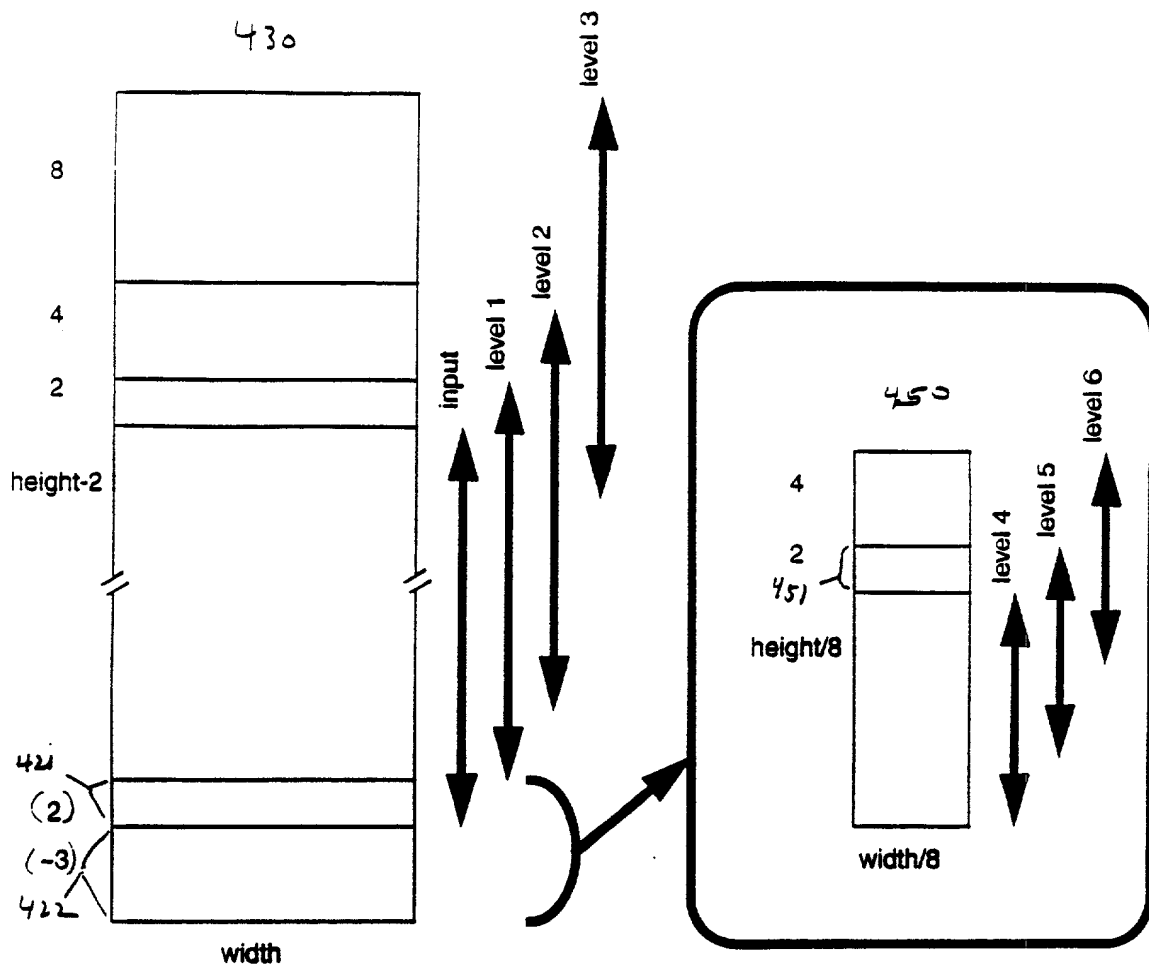 430
8
4
2
height-2
421
(2)
(-3)
422
width
input
level 1
level 2
level 3
450
4
2
451
height/8
width/8
level 4
level 5
level 6